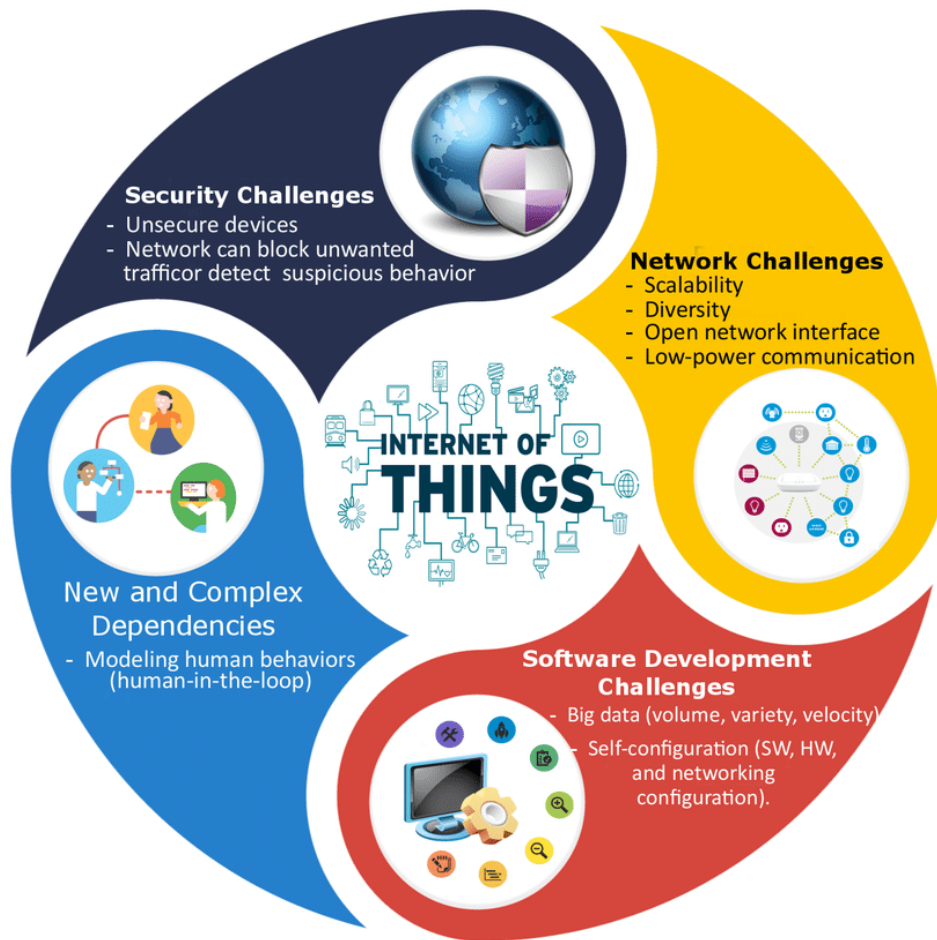 Security Challenges
- Unsecure devices
- Network can block unwanted
trafficor detect suspicious behavior
Network Challenges
- Scalability
- Diversity
- Open network interface
- Low-power communication
INTERNET OF
THINGS
New and Complex
Dependencies
- Modeling human behaviors
(human-in-the-loop)
Software Development
Challenges
- Big data (volume, variety, velocity)
- Self-configuration (SW, HW,
and networking
configuration).